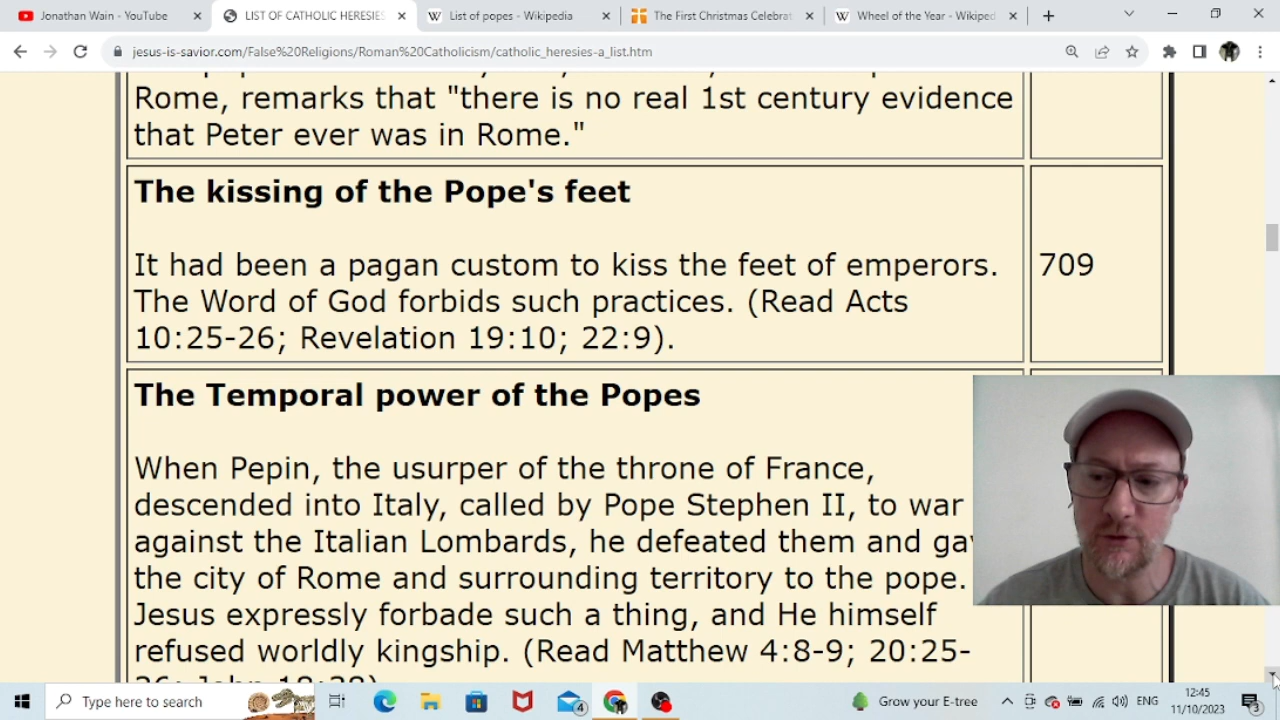 Jonathan Wain - YouTube
LIST OF CATHOLIC HERESIES
List of popes - Wikipedia
The First Christmas Celebrat
Wheel of the Year - Wikiped
jesus-is-savior.com/False%20Religions/Roman%20Catholicism/catholic_heresies-a_list.htm
Rome, remarks that "there is no real 1st century evidence
that Peter ever was in Rome."
The kissing of the Pope's feet
It had been a pagan custom to kiss the feet of emperors.
The Word of God forbids such practices. (Read Acts
10:25-26; Revelation 19:10; 22:9).
709
The Temporal power of the Popes
When Pepin, the usurper of the throne of France,
descended into Italy, called by Pope Stephen II, to war
against the Italian Lombards, he defeated them and
the city of Rome and surrounding territory to the pope.
Jesus expressly forbade such a thing, and He himself
refused worldly kingship. (Read Matthew 4:8-9; 20:25-
Type here to search
4
Grow your E-tree
ENG
12:45
11/10/2023
3